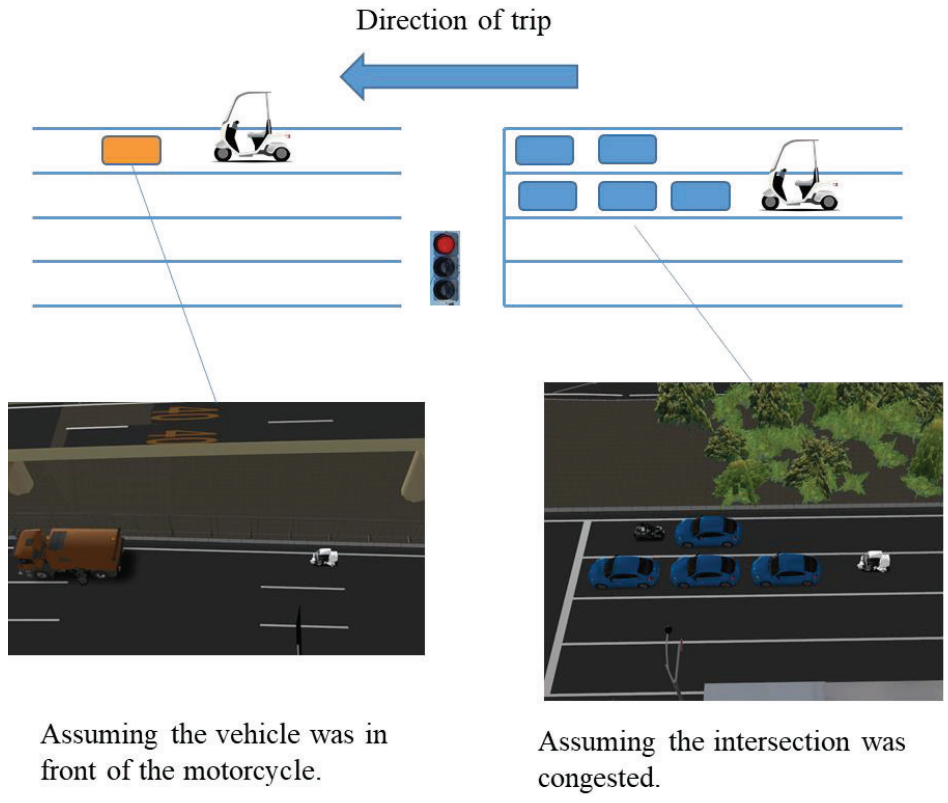 Direction of trip
Assuming the vehicle was in
front of the motorcycle.
Assuming the intersection was
congested.